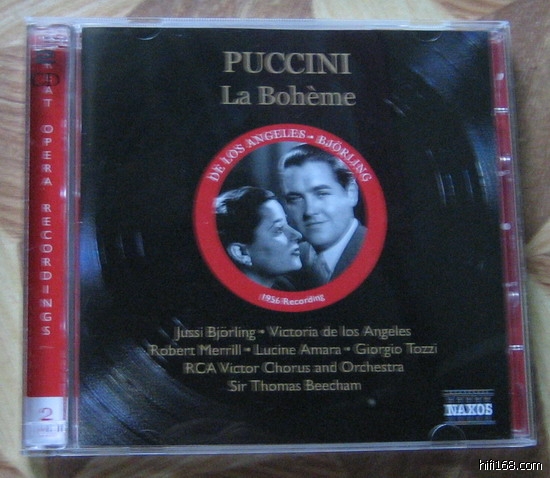 PUCCINI
La Bohème
DE LOS ANGELES • BJÖRLING
1956 Recording
Jussi Björling • Victoria de los Angeles
Robert Merrill • Lucine Amara • Giorgio Tozzi
RCA Victor Chorus and Orchestra
Sir Thomas Beecham
NAXOS
OPERA RECORDINGS
2
hifi168.com